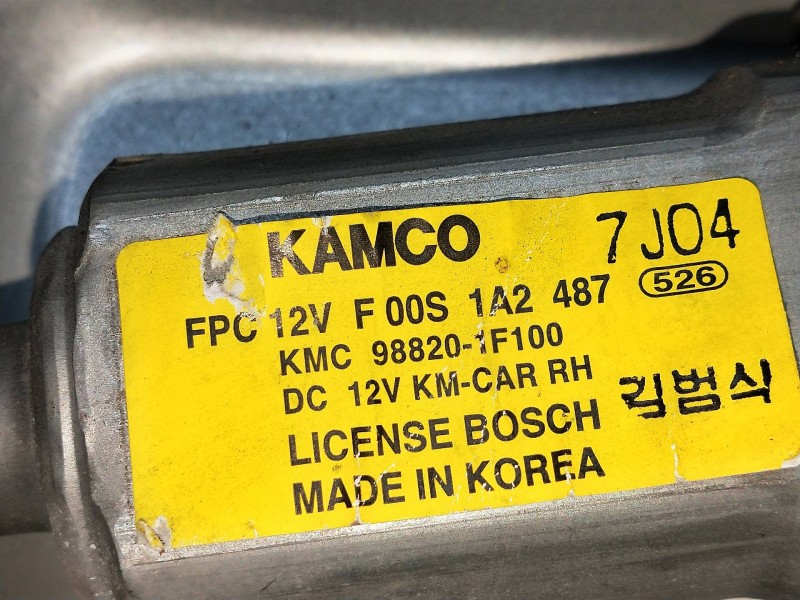 KAMCO 7J04
FPC 12V F 00S 1A2 487 526
KMC 98820-1F100
DC 12V KM-CAR RH 김범식
LICENSE BOSCH
MADE IN KOREA